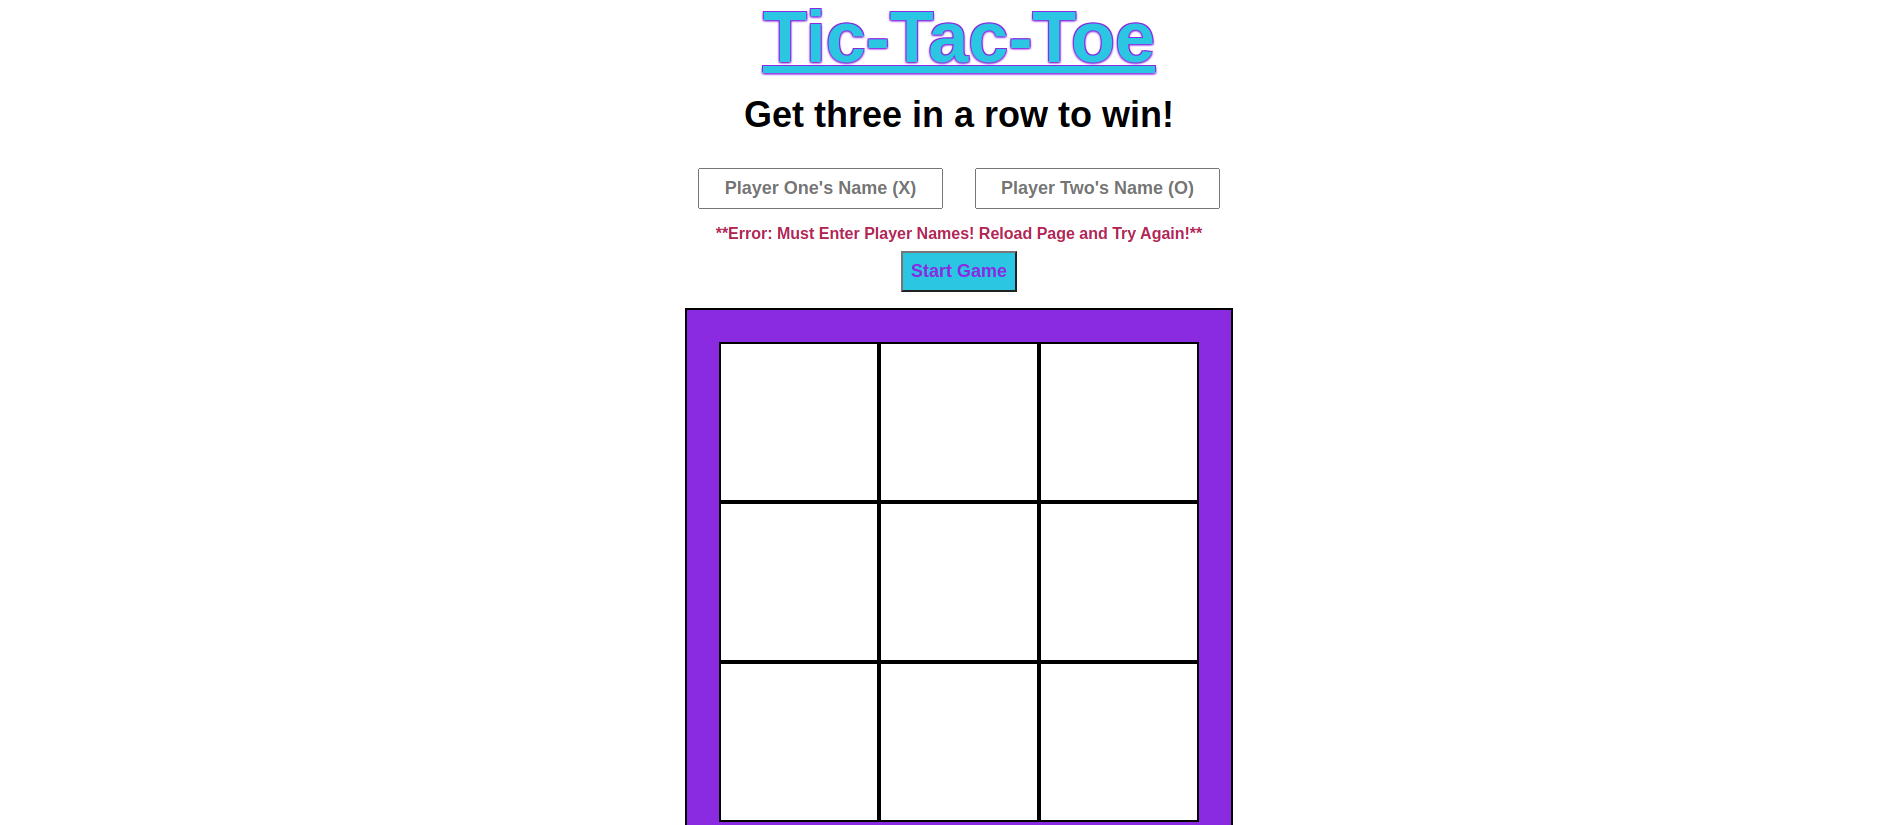 Tic-Tac-Toe
Get three in a row to win!
Player One's Name (X) Player Two's Name (O)
**Error: Must Enter Player Names! Reload Page and Try Again!**
Start Game